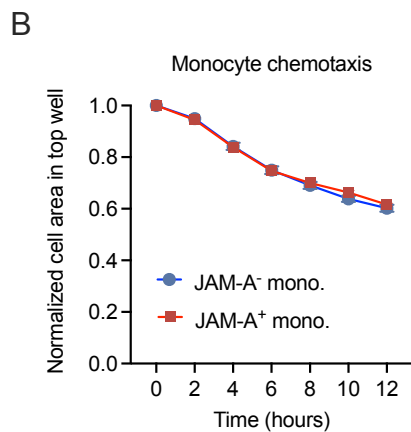 B
Monocyte chemotaxis
Normalized cell area in top well
1.0
0.8
0.6
0.4
0.2
0.0
JAM-A⁻ mono.
JAM-A⁺ mono.
0 2 4 6 8 10 12
Time (hours)